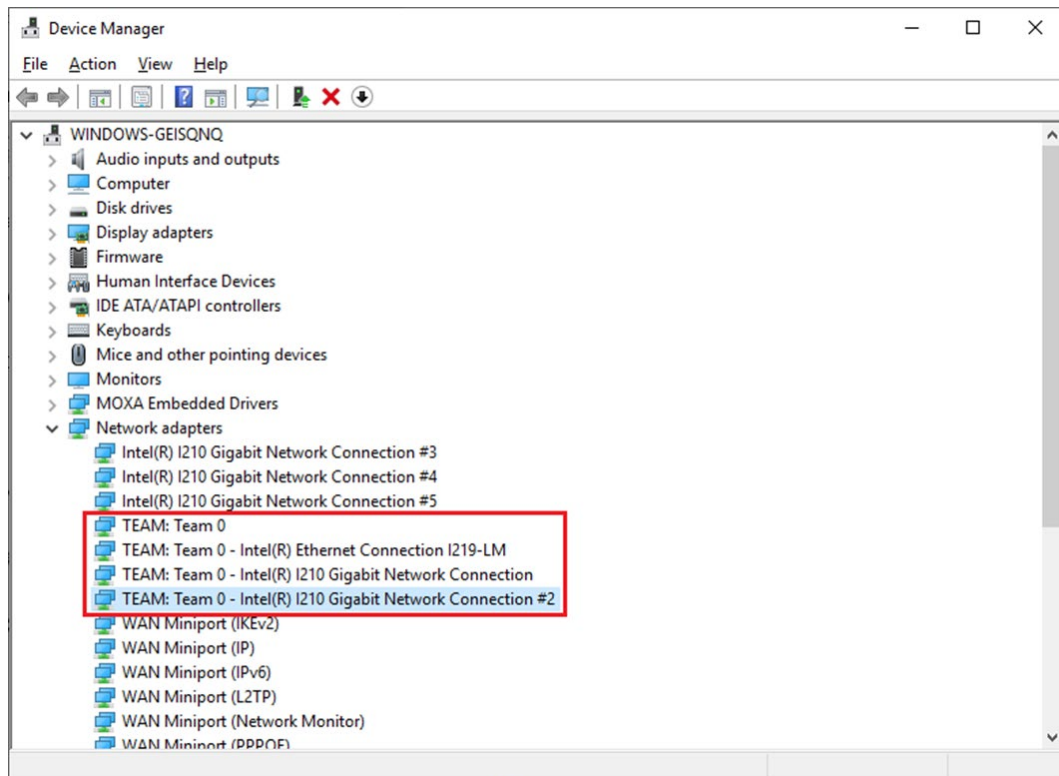 Device Manager
File Action View Help
WINDOWS-GEISQNQ
Audio inputs and outputs
Computer
Disk drives
Display adapters
Firmware
Human Interface Devices
IDE ATA/ATAPI controllers
Keyboards
Mice and other pointing devices
Monitors
MOXA Embedded Drivers
Network adapters
Intel(R) I210 Gigabit Network Connection #3
Intel(R) I210 Gigabit Network Connection #4
Intel(R) I210 Gigabit Network Connection #5
TEAM: Team 0
TEAM: Team 0 - Intel(R) Ethernet Connection I219-LM
TEAM: Team 0 - Intel(R) I210 Gigabit Network Connection
TEAM: Team 0 - Intel(R) I210 Gigabit Network Connection #2
WAN Miniport (IKEv2)
WAN Miniport (IP)
WAN Miniport (IPv6)
WAN Miniport (L2TP)
WAN Miniport (Network Monitor)
WAN Miniport (PPPOE)